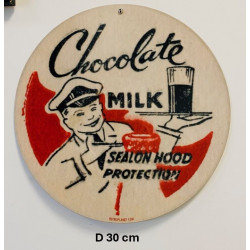 Chocolate
MILK
SEALON HOOD
PROTECTION
D 30 cm